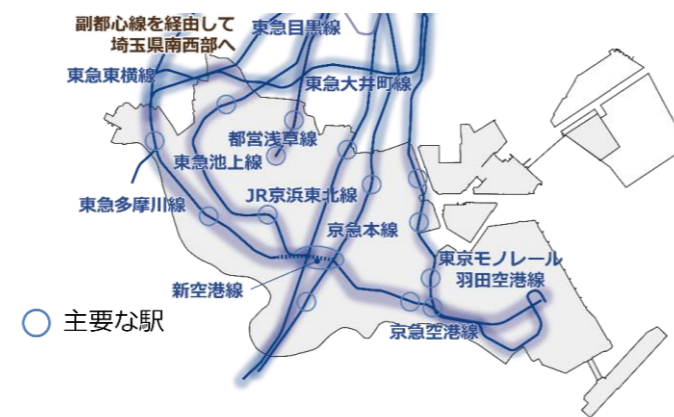 副都心線を経由して
埼玉県南西部へ
東急目黒線
東急東横線
東急大井町線
都営浅草線
東急池上線
JR京浜東北線
東急多摩川線
京急本線
東京モノレール
羽田空港線
新空港線
京急空港線
主要な駅